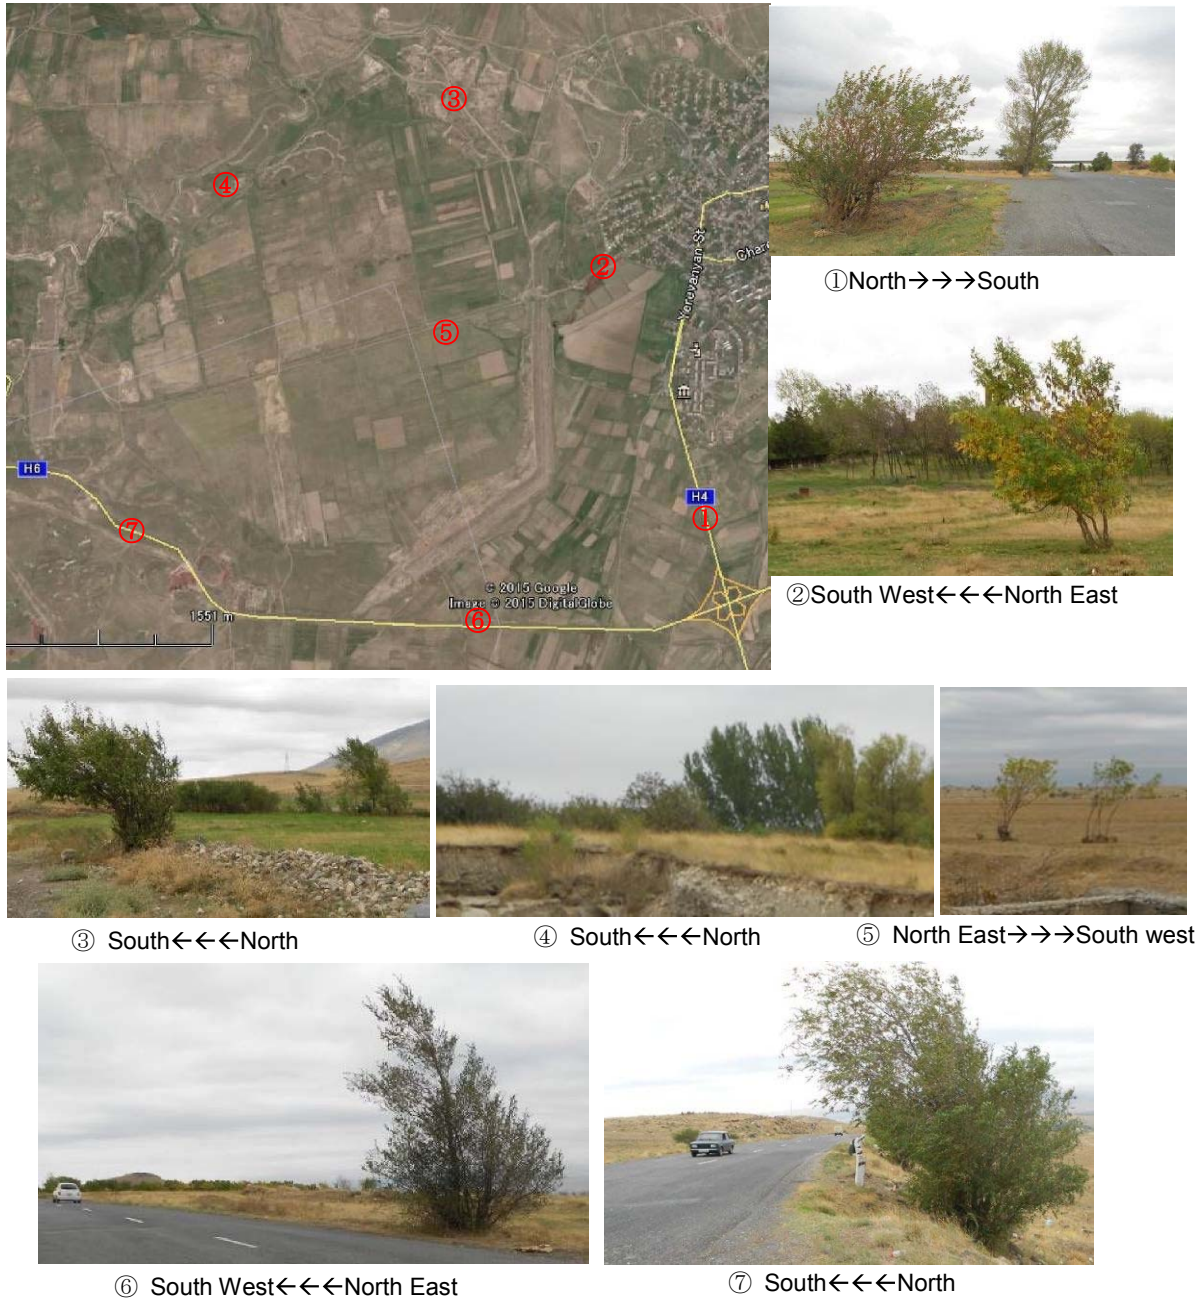 ③
④
②
Yerevanyan St
Chare
⑤
H6
H4
①
⑦
© 2015 Google
Image © 2015 DigitalGlobe
1551 m
⑥
①North→→→South
②South West←←←North East
③ South←←←North
④ South←←←North
⑤ North East→→→South west
⑥ South West←←←North East
⑦ South←←←North